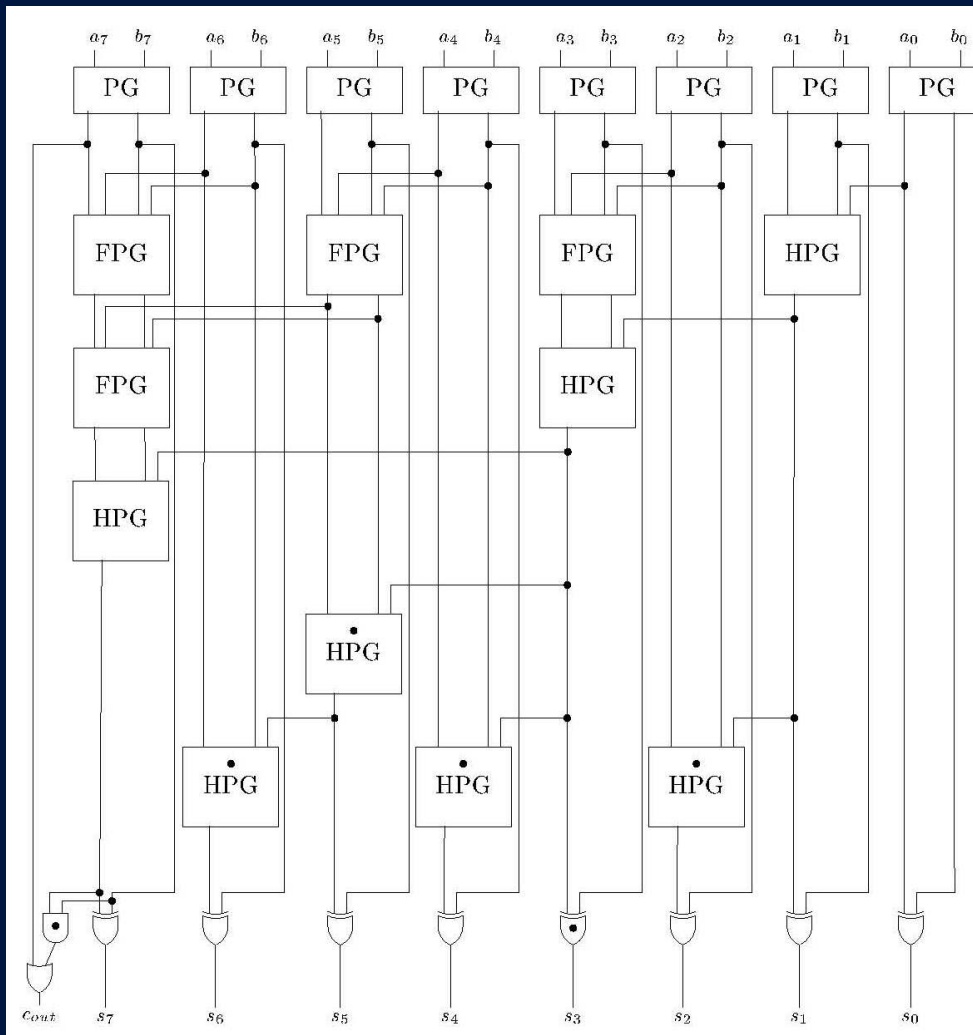 a7 b7 a6 b6 a5 b5 a4 b4 a3 b3 a2 b2 a1 b1 a0 b0
PG PG PG PG PG PG PG PG
FPG FPG FPG HPG
FPG HPG
HPG
HPG
HPG HPG HPG
cout s7 s6 s5 s4 s3 s2 s1 s0